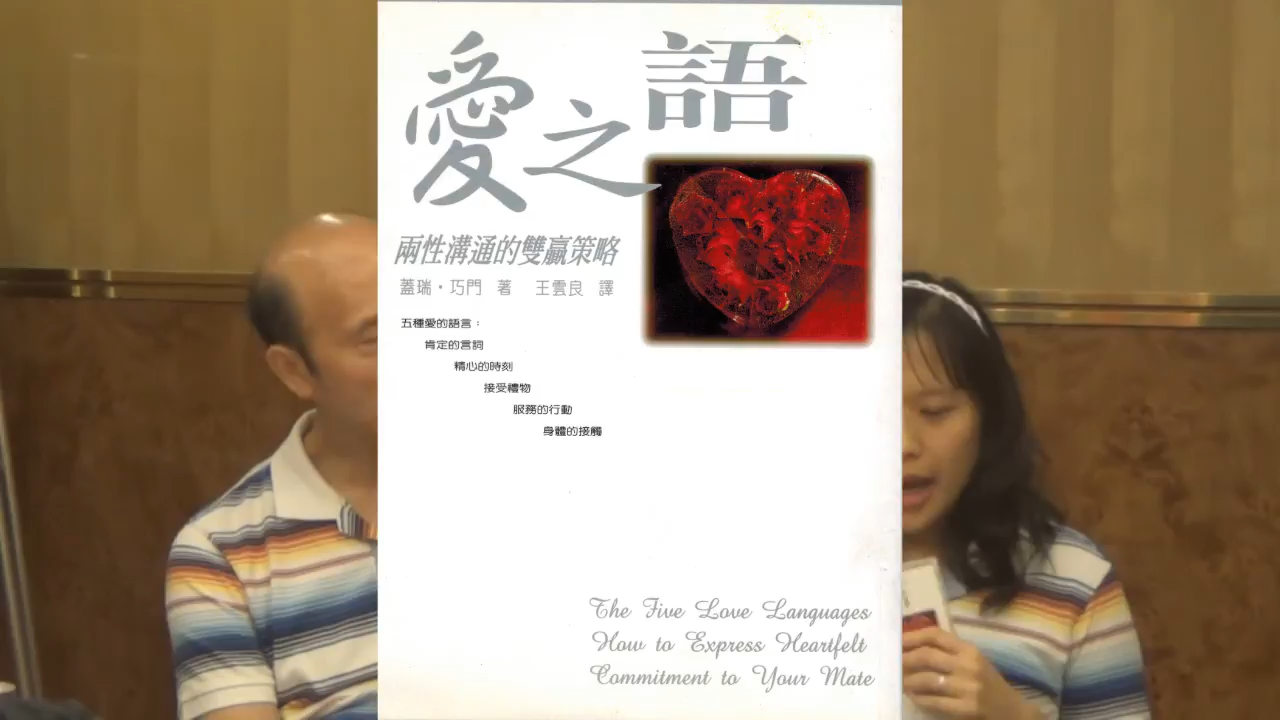 愛之語
兩性溝通的雙贏策略
蓋瑞・巧門 著 王雲良 譯
五種愛的語言：
肯定的言詞
精心的時刻
接受禮物
服務的行動
身體的接觸
The Five Love Languages
How to Express Heartfelt
Commitment to Your Mate